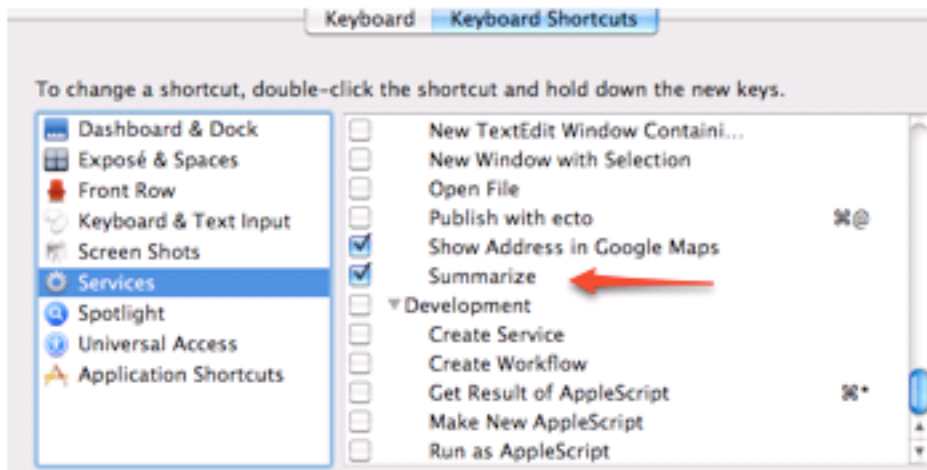 Keyboard Keyboard Shortcuts
To change a shortcut, double-click the shortcut and hold down the new keys.
Dashboard & Dock
Exposé & Spaces
Front Row
Keyboard & Text Input
Screen Shots
Services
Spotlight
Universal Access
Application Shortcuts
New TextEdit Window Containi...
New Window with Selection
Open File
Publish with ecto ⌘@
Show Address in Google Maps
Summarize
Development
Create Service
Create Workflow
Get Result of AppleScript ⌘*
Make New AppleScript
Run as AppleScript